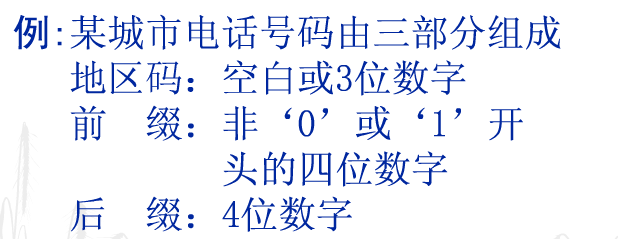 例:某城市电话号码由三部分组成
地区码：空白或3位数字
前　缀：非‘0’或‘1’开
头的四位数字
后　缀：4位数字